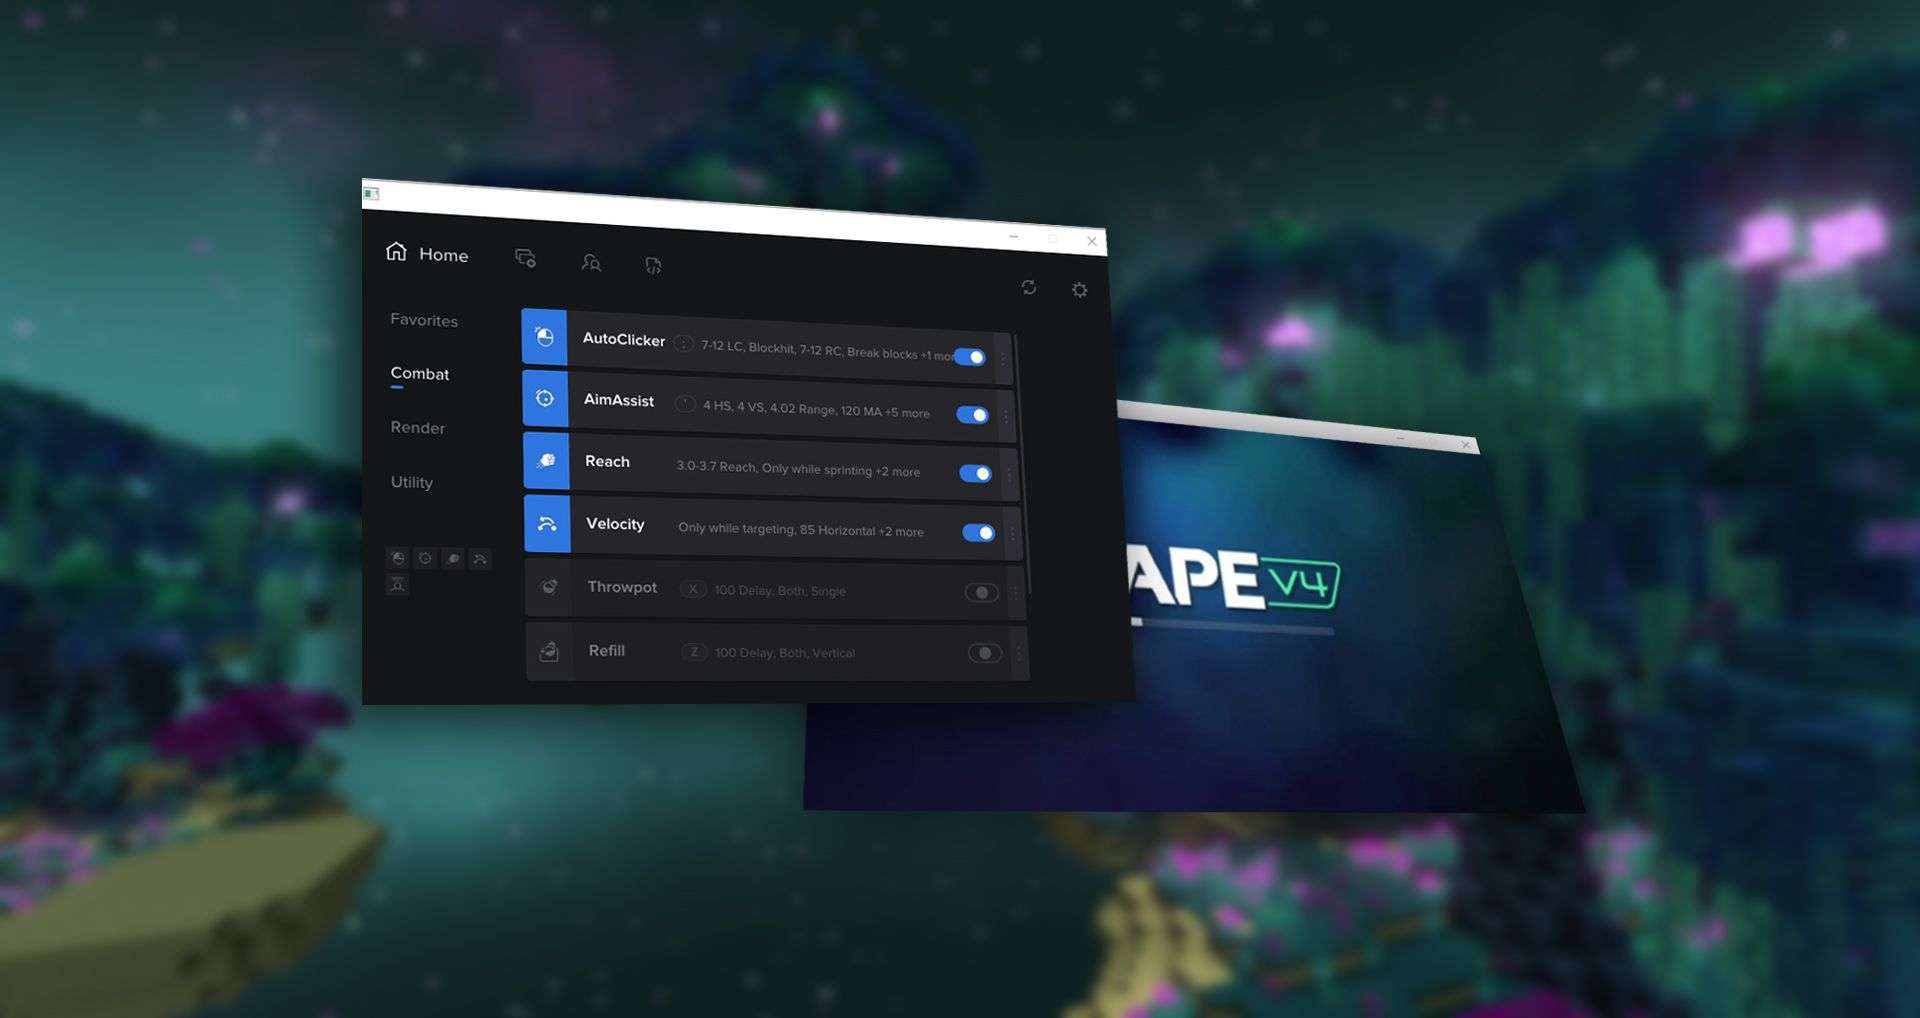 Home
Favorites
Combat
Render
Utility
AutoClicker 7-12 LC, Blockhit, 7-12 RC, Break blocks +1 mor
AimAssist 4 HS, 4 VS, 4.02 Range, 120 MA +5 more
Reach 3.0-3.7 Reach, Only while sprinting +2 more
Velocity Only while targeting, 85 Horizontal +2 more
Throwpot X 100 Delay, Both, Single
Refill Z 100 Delay, Both, Vertical
APE V4